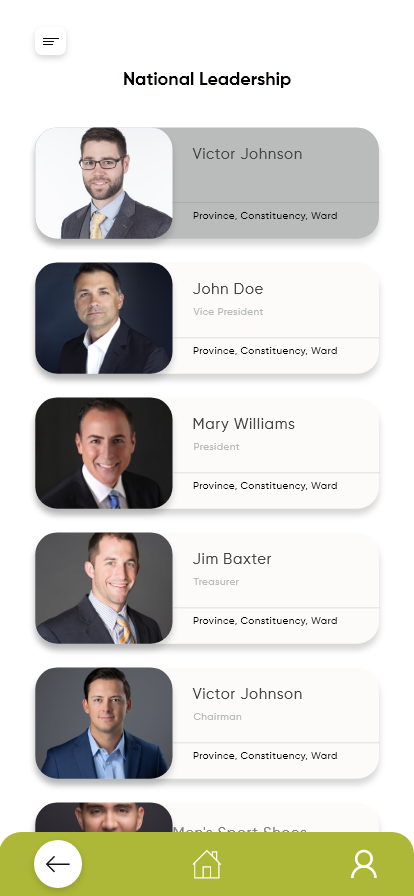 National Leadership
Victor Johnson
Province, Constituency, Ward
John Doe
Vice President
Province, Constituency, Ward
Mary Williams
President
Province, Constituency, Ward
Jim Baxter
Treasurer
Province, Constituency, Ward
Victor Johnson
Chairman
Province, Constituency, Ward
Men's Sport Shoes